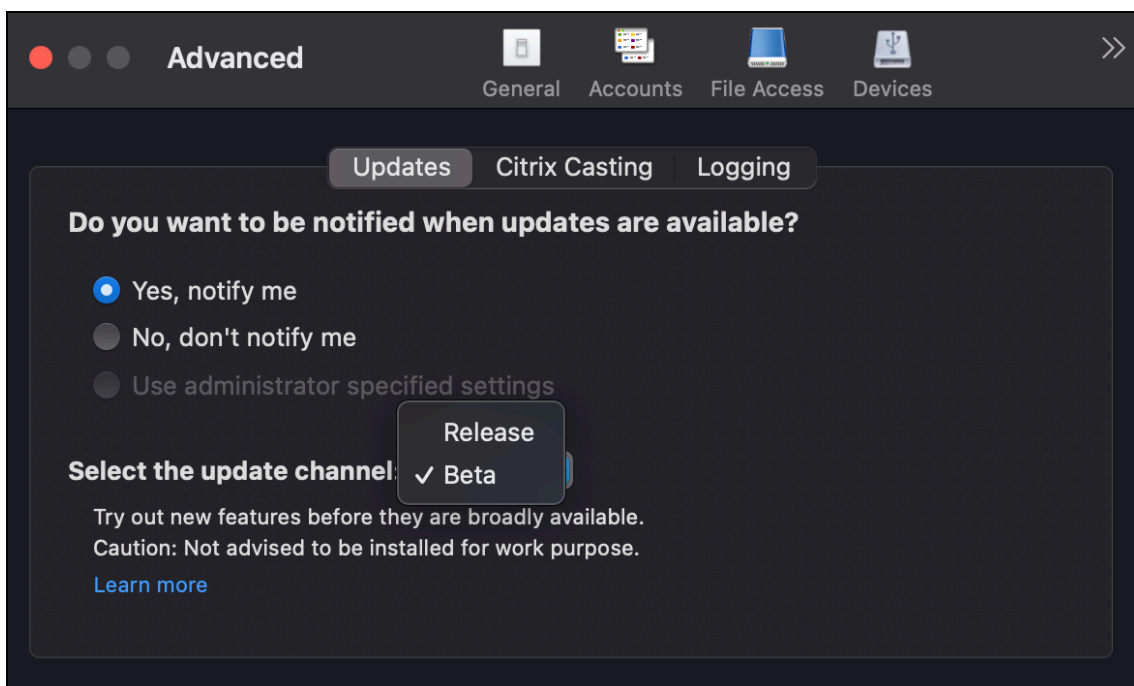 Advanced
General Accounts File Access Devices
Updates Citrix Casting Logging
Do you want to be notified when updates are available?
Yes, notify me
No, don't notify me
Use administrator specified settings
Release
Select the update channel:
Beta
Try out new features before they are broadly available.
Caution: Not advised to be installed for work purpose.
Learn more